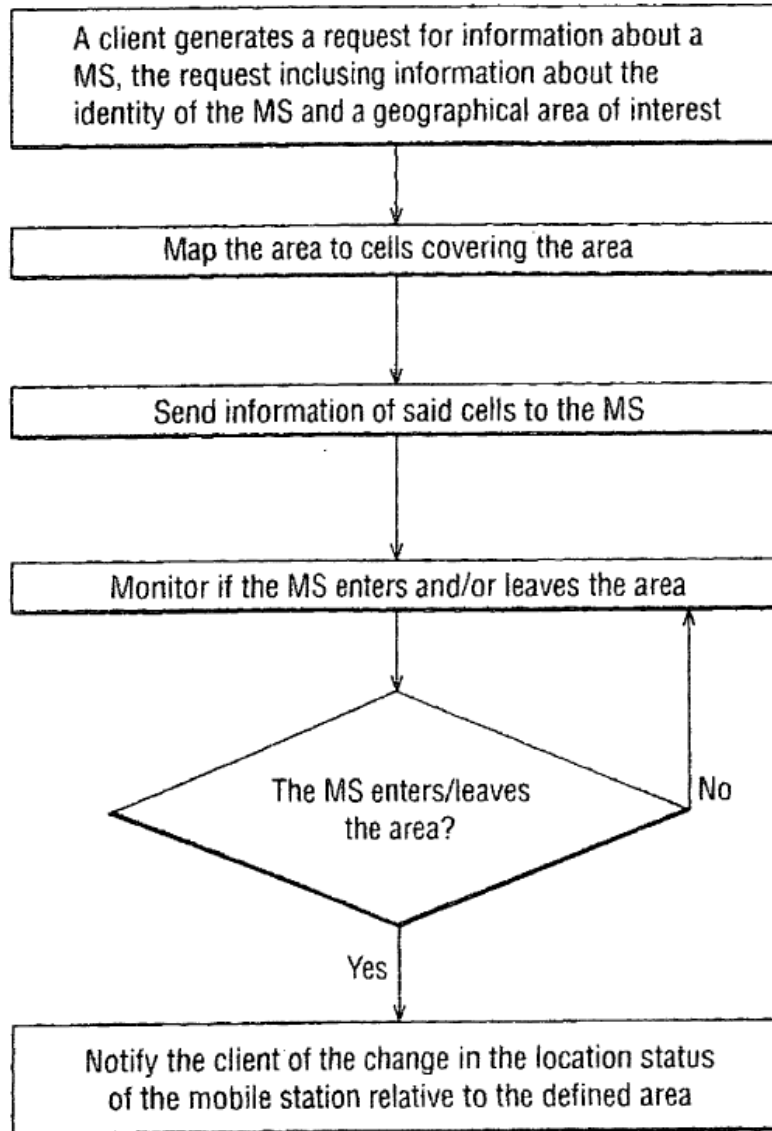 A client generates a request for information about a
MS, the request inclusing information about the
identity of the MS and a geographical area of interest
Map the area to cells covering the area
Send information of said cells to the MS
Monitor if the MS enters and/or leaves the area
The MS enters/leaves
the area?
No
Yes
Notify the client of the change in the location status
of the mobile station relative to the defined area